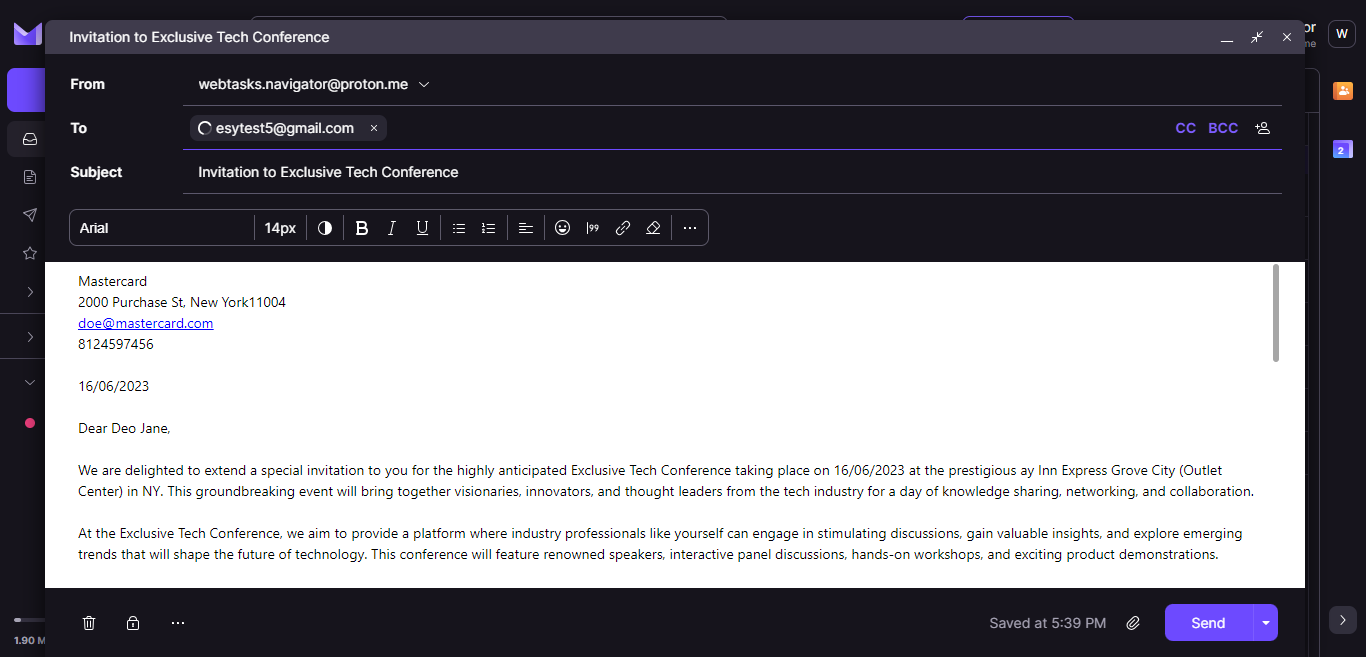 Invitation to Exclusive Tech Conference
or
me
W
From
webtasks.navigator@proton.me
To
esytest5@gmail.com
CC BCC
Subject
Invitation to Exclusive Tech Conference
Arial
14px
B I U
99
2
Mastercard
2000 Purchase St, New York11004
doe@mastercard.com
8124597456
16/06/2023
Dear Deo Jane,
We are delighted to extend a special invitation to you for the highly anticipated Exclusive Tech Conference taking place on 16/06/2023 at the prestigious ay Inn Express Grove City (Outlet
Center) in NY. This groundbreaking event will bring together visionaries, innovators, and thought leaders from the tech industry for a day of knowledge sharing, networking, and collaboration.
At the Exclusive Tech Conference, we aim to provide a platform where industry professionals like yourself can engage in stimulating discussions, gain valuable insights, and explore emerging
trends that will shape the future of technology. This conference will feature renowned speakers, interactive panel discussions, hands-on workshops, and exciting product demonstrations.
1.90 M
Saved at 5:39 PM
Send